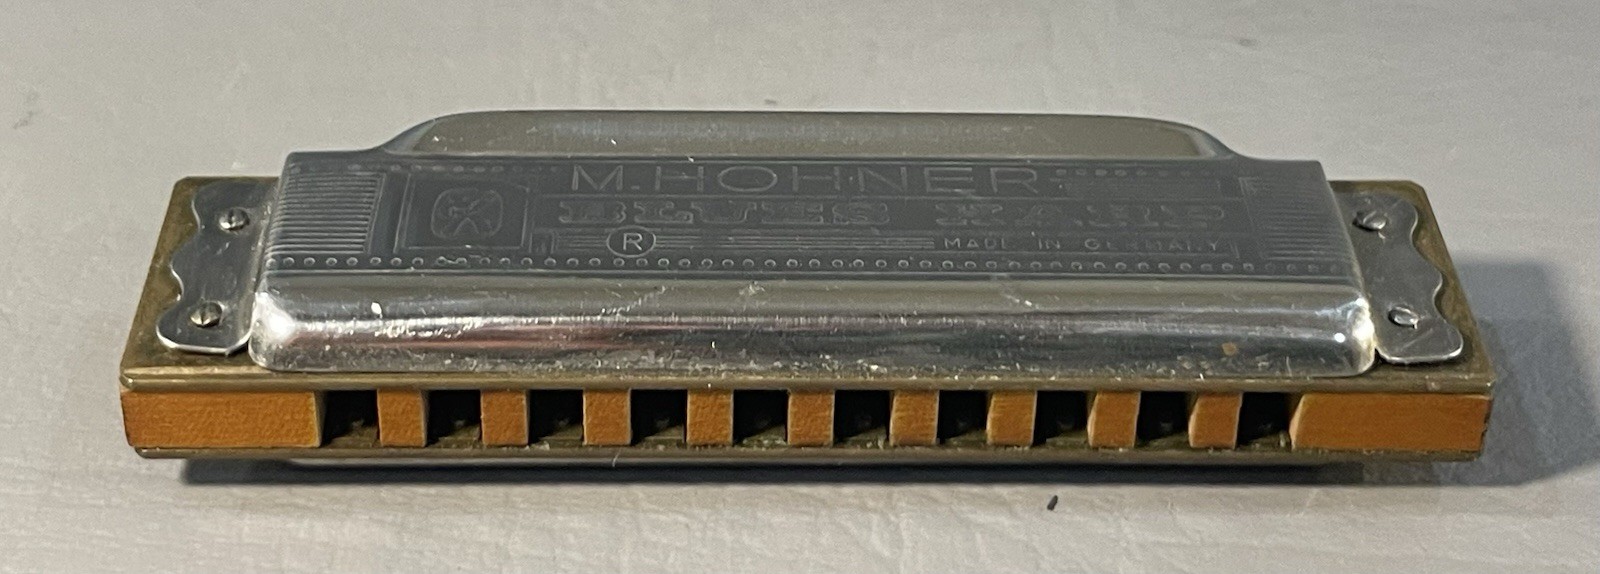 M. HOHNER
BLUES HARP
® MADE IN GERMANY